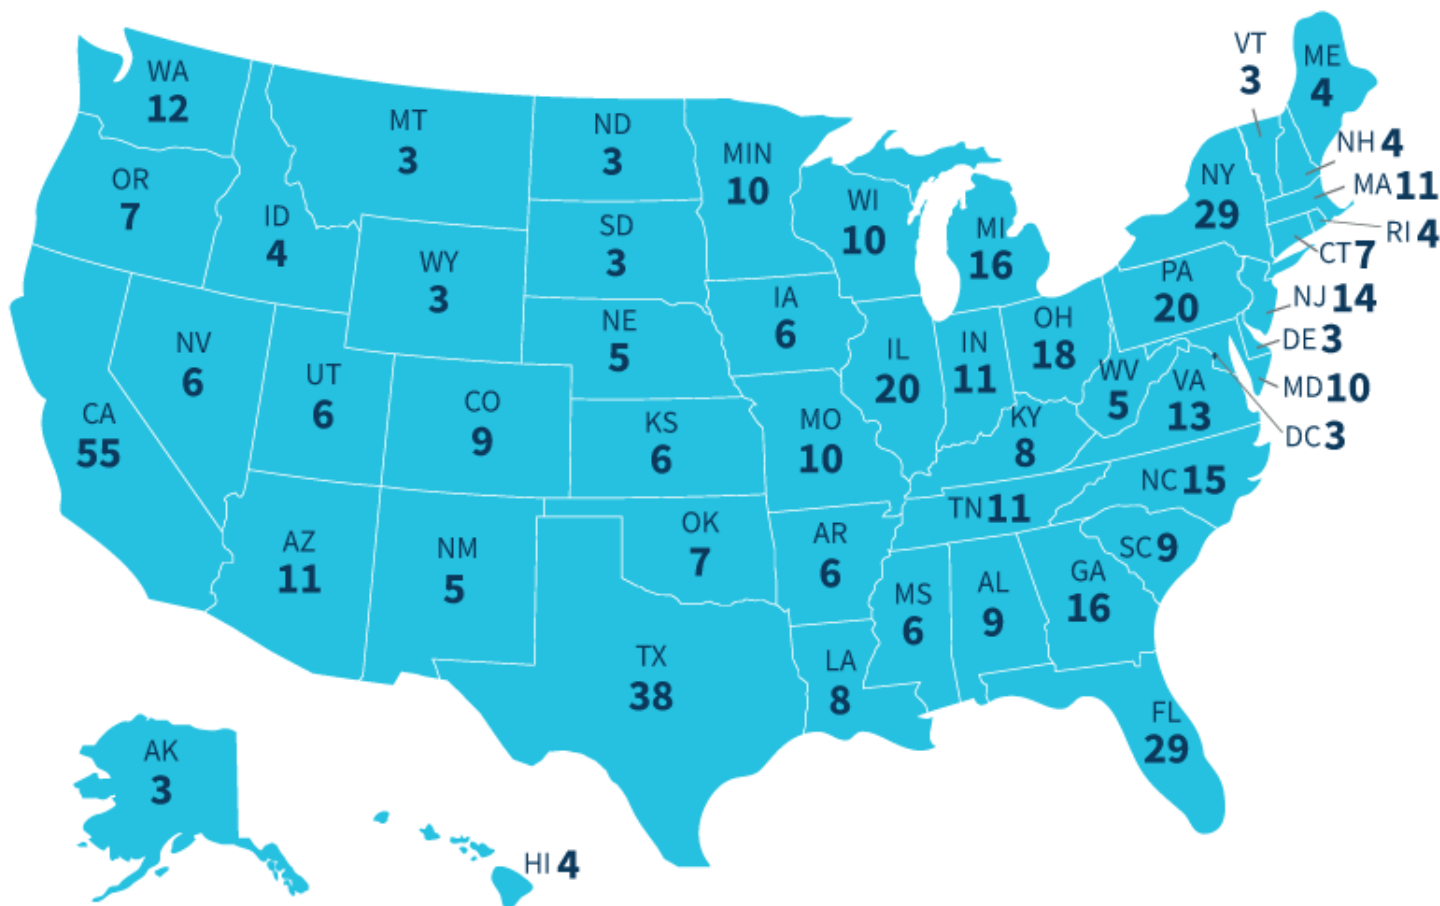 VT
3
ME
4
WA
12
MT
3
ND
3
MIN
10
NH 4
OR
7
ID
4
SD
3
WI
10
MI
16
NY
29
MA 11
RI 4
CT 7
WY
3
NE
5
IA
6
PA
20
NJ 14
NV
6
UT
6
CO
9
IL
20
IN
11
OH
18
DE 3
WV
5
VA
13
MD 10
CA
55
KS
6
MO
10
KY
8
DC 3
NC 15
TN 11
AZ
11
NM
5
OK
7
AR
6
SC 9
MS
6
AL
9
GA
16
TX
38
LA
8
FL
29
AK
3
HI 4